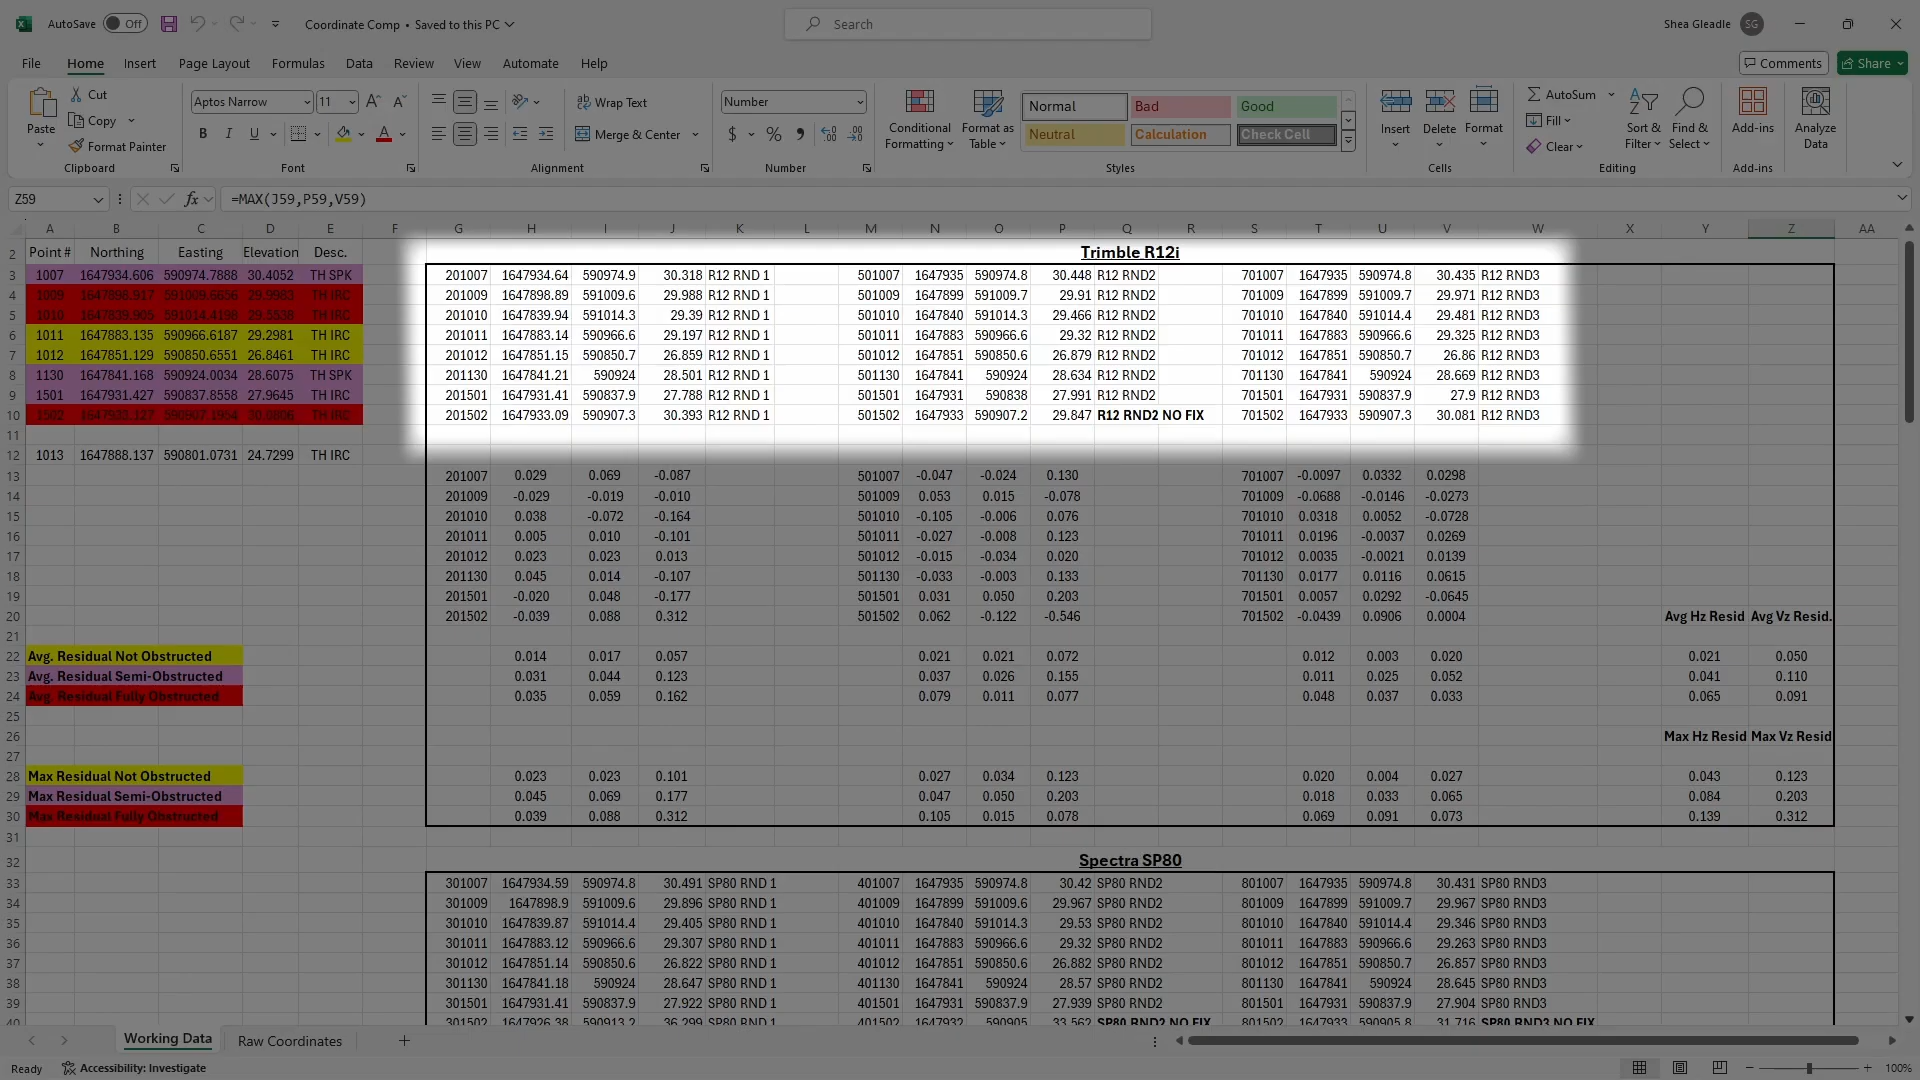 AutoSave Off Coordinate Comp • Saved to this PC Search Shea Gleadle SG
File Home Insert Page Layout Formulas Data Review View Automate Help Comments Share
Paste Cut Copy Format Painter Clipboard
Aptos Narrow 11 B I U A Font
Wrap Text Merge & Center Alignment
Number $ % Number
Conditional Formatting Format as Table Normal Bad Good Neutral Calculation Check Cell Styles
Insert Delete Format Cells
AutoSum Fill Clear Sort & Filter Find & Select Editing
Add-ins Add-ins Analyze Data
Z59 fx =MAX(J59,P59,V59)
A B C D E F G H I J K L M N O P Q R S T U V W X Y Z AA
2 Point # Northing Easting Elevation Desc. Trimble R12i
3 1007 1647934.606 590974.7888 30.4052 TH SPK 201007 1647934.64 590974.9 30.318 R12 RND 1 501007 1647935 590974.8 30.448 R12 RND2 701007 1647935 590974.8 30.435 R12 RND3
4 1009 1647898.917 591009.6656 29.9983 TH IRC 201009 1647898.89 591009.6 29.988 R12 RND 1 501009 1647899 591009.7 29.91 R12 RND2 701009 1647899 591009.7 29.971 R12 RND3
5 1010 1647839.905 591014.4198 29.5538 TH IRC 201010 1647839.94 591014.3 29.39 R12 RND 1 501010 1647840 591014.3 29.466 R12 RND2 701010 1647840 591014.4 29.481 R12 RND3
6 1011 1647883.135 590966.6187 29.2981 TH IRC 201011 1647883.14 590966.6 29.197 R12 RND 1 501011 1647883 590966.6 29.32 R12 RND2 701011 1647883 590966.6 29.325 R12 RND3
7 1012 1647851.129 590850.6551 26.8461 TH IRC 201012 1647851.15 590850.7 26.859 R12 RND 1 501012 1647851 590850.6 26.879 R12 RND2 701012 1647851 590850.7 26.86 R12 RND3
8 1130 1647841.168 590924.0034 28.6075 TH SPK 201130 1647841.21 590924 28.501 R12 RND 1 501130 1647841 590924 28.634 R12 RND2 701130 1647841 590924 28.669 R12 RND3
9 1501 1647931.427 590837.8558 27.9645 TH IRC 201501 1647931.41 590837.9 27.788 R12 RND 1 501501 1647931 590838 27.991 R12 RND2 701501 1647931 590837.9 27.9 R12 RND3
10 1502 1647933.127 590907.1954 30.0806 TH IRC 201502 1647933.09 590907.3 30.393 R12 RND 1 501502 1647933 590907.2 29.847 R12 RND2 NO FIX 701502 1647933 590907.3 30.081 R12 RND3
11
12 1013 1647888.137 590801.0731 24.7299 TH IRC
13 201007 0.029 0.069 -0.087 501007 -0.047 -0.024 0.130 701007 -0.0097 0.0332 0.0298
14 201009 -0.029 -0.019 -0.010 501009 0.053 0.015 -0.078 701009 -0.0688 -0.0146 -0.0273
15 201010 0.038 -0.072 -0.164 501010 -0.105 -0.006 0.076 701010 0.0318 0.0052 -0.0728
16 201011 0.005 0.010 -0.101 501011 -0.027 -0.008 0.123 701011 0.0196 -0.0037 0.0269
17 201012 0.023 0.023 0.013 501012 -0.015 -0.034 0.020 701012 0.0035 -0.0021 0.0139
18 201130 0.045 0.014 -0.107 501130 -0.033 -0.003 0.133 701130 0.0177 0.0116 0.0615
19 201501 -0.020 0.048 -0.177 501501 0.031 0.050 0.203 701501 0.0057 0.0292 -0.0645
20 201502 -0.039 0.088 0.312 501502 0.062 -0.122 -0.546 701502 -0.0439 0.0906 0.0004 Avg Hz Resid Avg Vz Resid.
21
22 Avg. Residual Not Obstructed 0.014 0.017 0.057 0.021 0.021 0.072 0.012 0.003 0.020 0.021 0.050
23 Avg. Residual Semi-Obstructed 0.031 0.044 0.123 0.037 0.026 0.155 0.011 0.025 0.052 0.041 0.110
24 Avg. Residual Fully Obstructed 0.035 0.059 0.162 0.079 0.011 0.077 0.048 0.037 0.033 0.065 0.091
25
26 Max Hz Resid Max Vz Resid
27
28 Max Residual Not Obstructed 0.023 0.023 0.101 0.027 0.034 0.123 0.020 0.004 0.027 0.043 0.123
29 Max Residual Semi-Obstructed 0.045 0.069 0.177 0.047 0.050 0.203 0.018 0.033 0.065 0.084 0.203
30 Max Residual Fully Obstructed 0.039 0.088 0.312 0.105 0.015 0.078 0.069 0.091 0.073 0.139 0.312
31
32 Spectra SP80
33 301007 1647934.59 590974.8 30.491 SP80 RND 1 401007 1647935 590974.8 30.42 SP80 RND2 801007 1647935 590974.8 30.431 SP80 RND3
34 301009 1647898.9 591009.6 29.896 SP80 RND 1 401009 1647899 591009.6 29.967 SP80 RND2 801009 1647899 591009.7 29.967 SP80 RND3
35 301010 1647839.87 591014.4 29.405 SP80 RND 1 401010 1647840 591014.3 29.53 SP80 RND2 801010 1647840 591014.4 29.346 SP80 RND3
36 301011 1647883.12 590966.6 29.307 SP80 RND 1 401011 1647883 590966.6 29.32 SP80 RND2 801011 1647883 590966.6 29.263 SP80 RND3
37 301012 1647851.14 590850.6 26.822 SP80 RND 1 401012 1647851 590850.6 26.882 SP80 RND2 801012 1647851 590850.7 26.857 SP80 RND3
38 301130 1647841.18 590924 28.647 SP80 RND 1 401130 1647841 590924 28.57 SP80 RND2 801130 1647841 590924 28.645 SP80 RND3
39 301501 1647931.41 590837.9 27.922 SP80 RND 1 401501 1647931 590837.9 27.939 SP80 RND2 801501 1647931 590837.9 27.904 SP80 RND3
40 301502 1647926.38 590913.2 36.299 SP80 RND 1 401502 1647932 590905 33.562 SP80 RND2 NO FIX 801502 1647933 590905.8 31.716 SP80 RND3 NO FIX
Working Data Raw Coordinates
Ready Accessibility: Investigate 100%